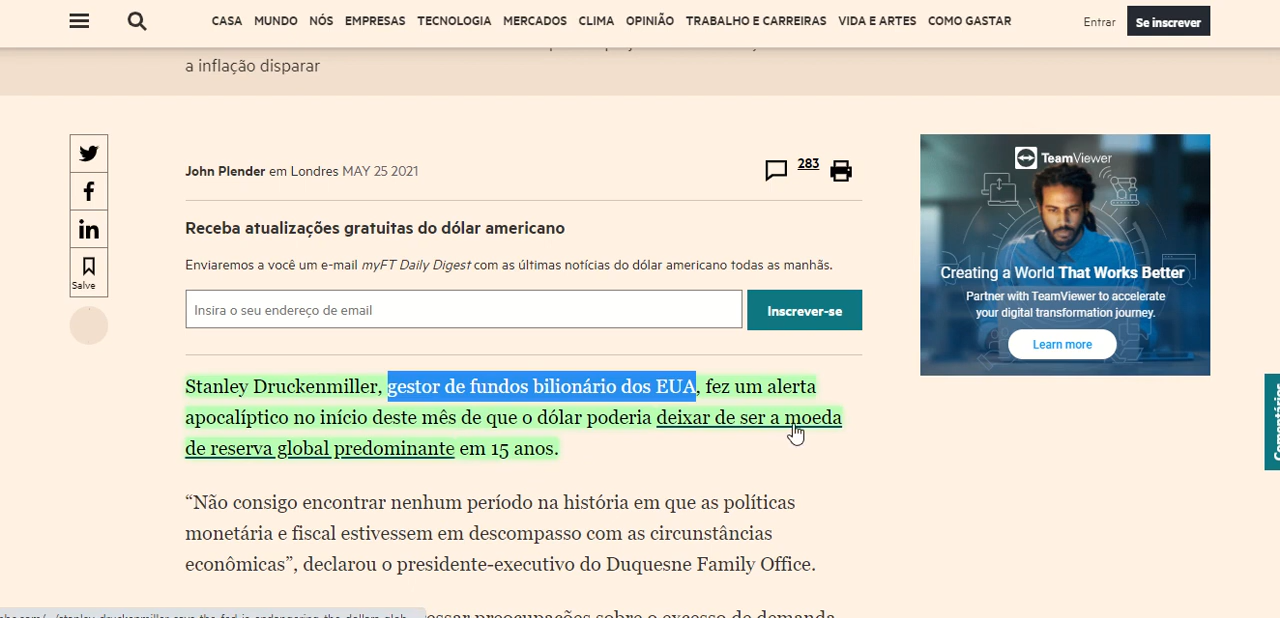 CASA MUNDO NÓS EMPRESAS TECNOLOGIA MERCADOS CLIMA OPINIÃO TRABALHO E CARREIRAS VIDA E ARTES COMO GASTAR Entrar Se inscrever
a inflação disparar
John Plender em Londres MAY 25 2021
283
Receba atualizações gratuitas do dólar americano
Enviaremos a você um e-mail myFT Daily Digest com as últimas notícias do dólar americano todas as manhãs.
Insira o seu endereço de email
Inscrever-se
Salve
Stanley Druckenmiller, gestor de fundos bilionário dos EUA, fez um alerta
apocalíptico no início deste mês de que o dólar poderia deixar de ser a moeda
de reserva global predominante em 15 anos.
“Não consigo encontrar nenhum período na história em que as políticas
monetária e fiscal estivessem em descompasso com as circunstâncias
econômicas”, declarou o presidente-executivo do Duquesne Family Office.
preocupações sobre o excesso de demanda
TeamViewer
Creating a World That Works Better
Partner with TeamViewer to accelerate
your digital transformation journey.
Learn more
Comentários